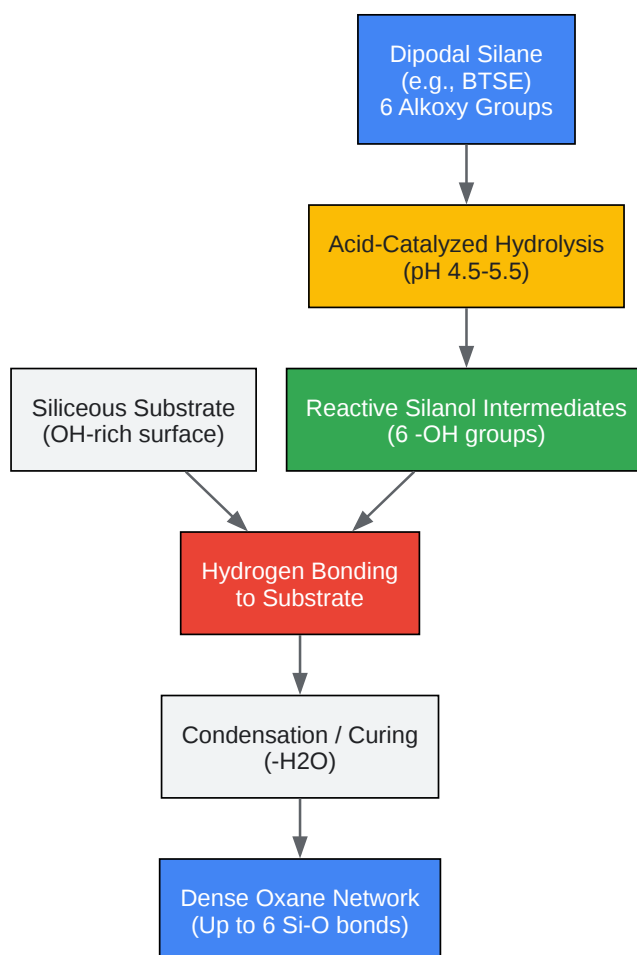 Dipodal Silane
(e.g., BTSE)
6 Alkoxy Groups
Acid-Catalyzed Hydrolysis
(pH 4.5-5.5)
Siliceous Substrate
(OH-rich surface)
Reactive Silanol Intermediates
(6 -OH groups)
Hydrogen Bonding
to Substrate
Condensation / Curing
(-H2O)
Dense Oxane Network
(Up to 6 Si-O bonds)